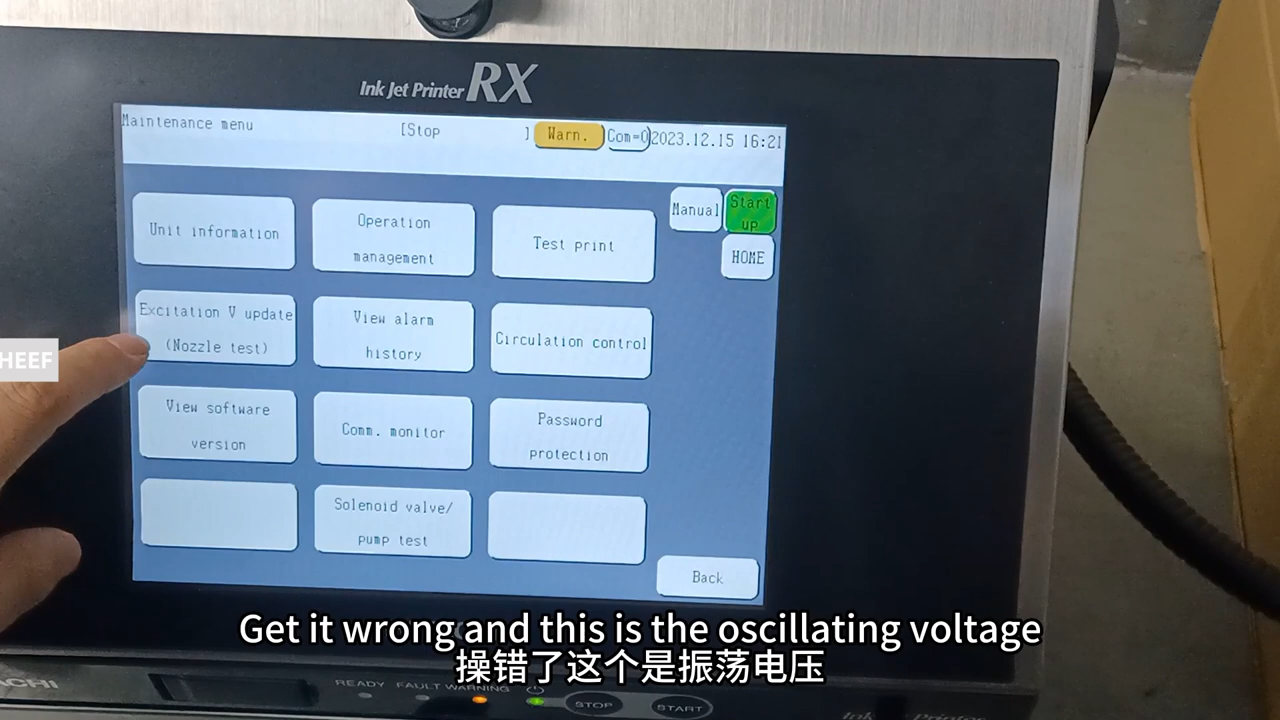 Ink Jet Printer RX
Maintenance menu [Stop ] Warn. Com=0 2023.12.15 16:21
Manual
Start
up
HOME
Unit information
Operation
management
Test print
Excitation V update
(Nozzle test)
View alarm
history
Circulation control
HEEF
View software
version
Comm. monitor
Password
protection
Solenoid valve/
pump test
Back
Get it wrong and this is the oscillating voltage
操错了这个是振荡电压
READY FAULT WARNING
STOP
START